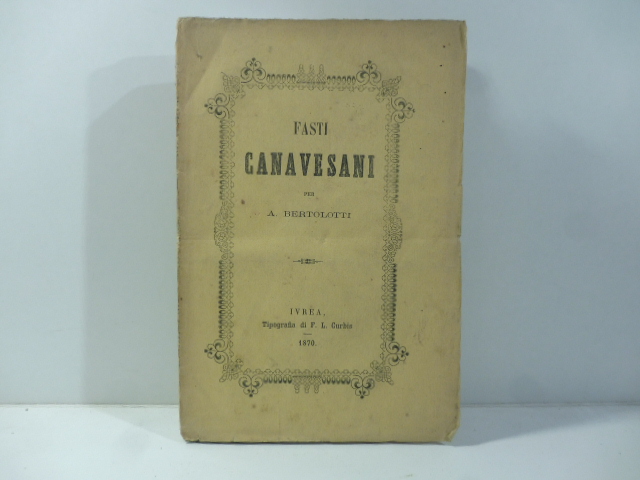 FASTI
CANAVESANI
PER
A. BERTOLOTTI
IVREA,
Tipografia di F. L. Curbis
1870.